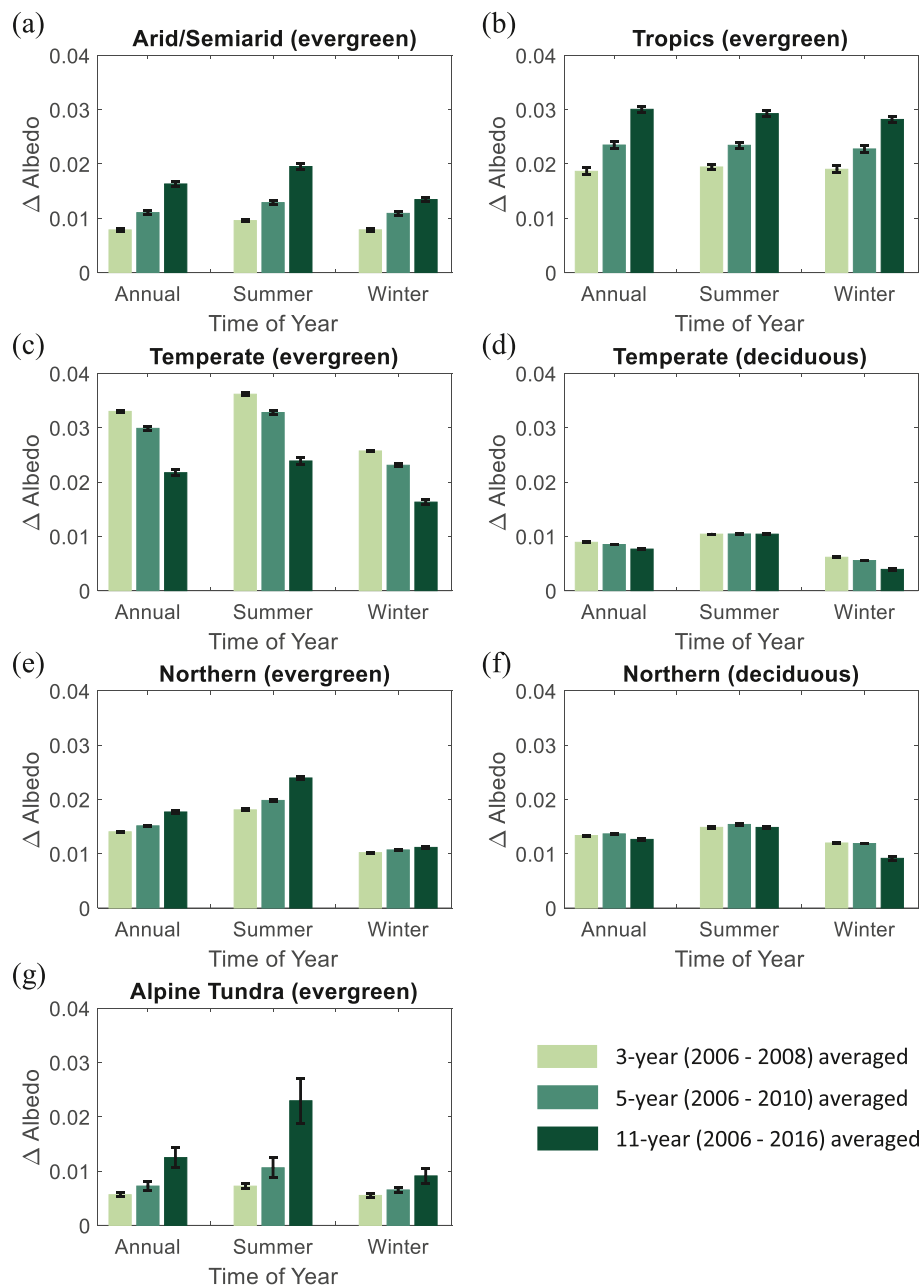 (a)
Arid/Semiarid (evergreen)
0.04
0.03
0.02
0.01
0
Δ Albedo
Annual Summer Winter
Time of Year
(b)
Tropics (evergreen)
0.04
0.03
0.02
0.01
0
Δ Albedo
Annual Summer Winter
Time of Year
(c)
Temperate (evergreen)
0.04
0.03
0.02
0.01
0
Δ Albedo
Annual Summer Winter
Time of Year
(d)
Temperate (deciduous)
0.04
0.03
0.02
0.01
0
Δ Albedo
Annual Summer Winter
Time of Year
(e)
Northern (evergreen)
0.04
0.03
0.02
0.01
0
Δ Albedo
Annual Summer Winter
Time of Year
(f)
Northern (deciduous)
0.04
0.03
0.02
0.01
0
Δ Albedo
Annual Summer Winter
Time of Year
(g)
Alpine Tundra (evergreen)
0.04
0.03
0.02
0.01
0
Δ Albedo
Annual Summer Winter
Time of Year
3-year (2006 - 2008) averaged
5-year (2006 - 2010) averaged
11-year (2006 - 2016) averaged